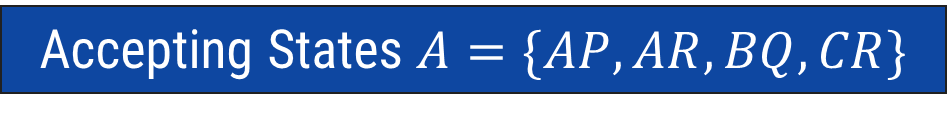 Accepting States A = {AP, AR, BQ, CR}